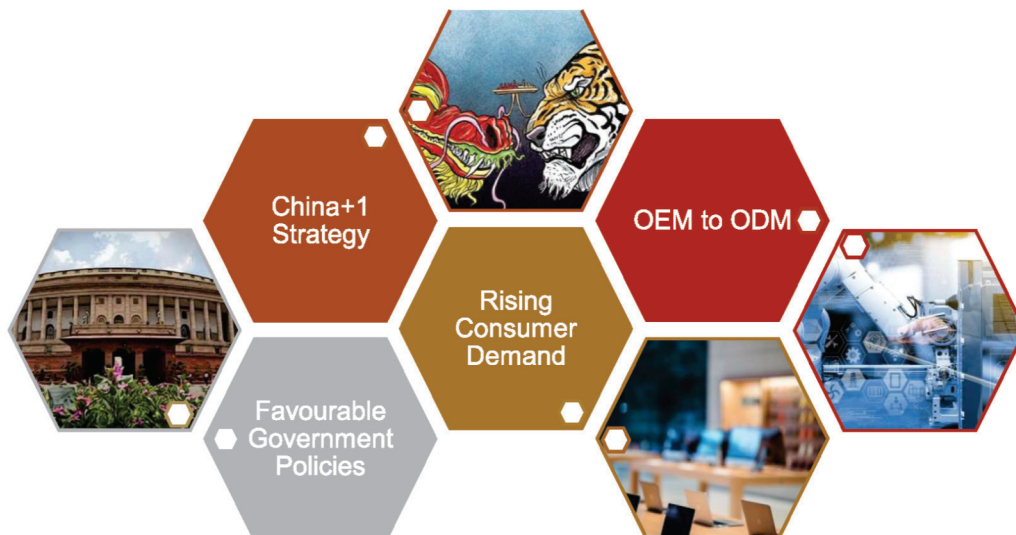 China+1
Strategy
OEM to ODM
Rising
Consumer
Demand
Favourable
Government
Policies